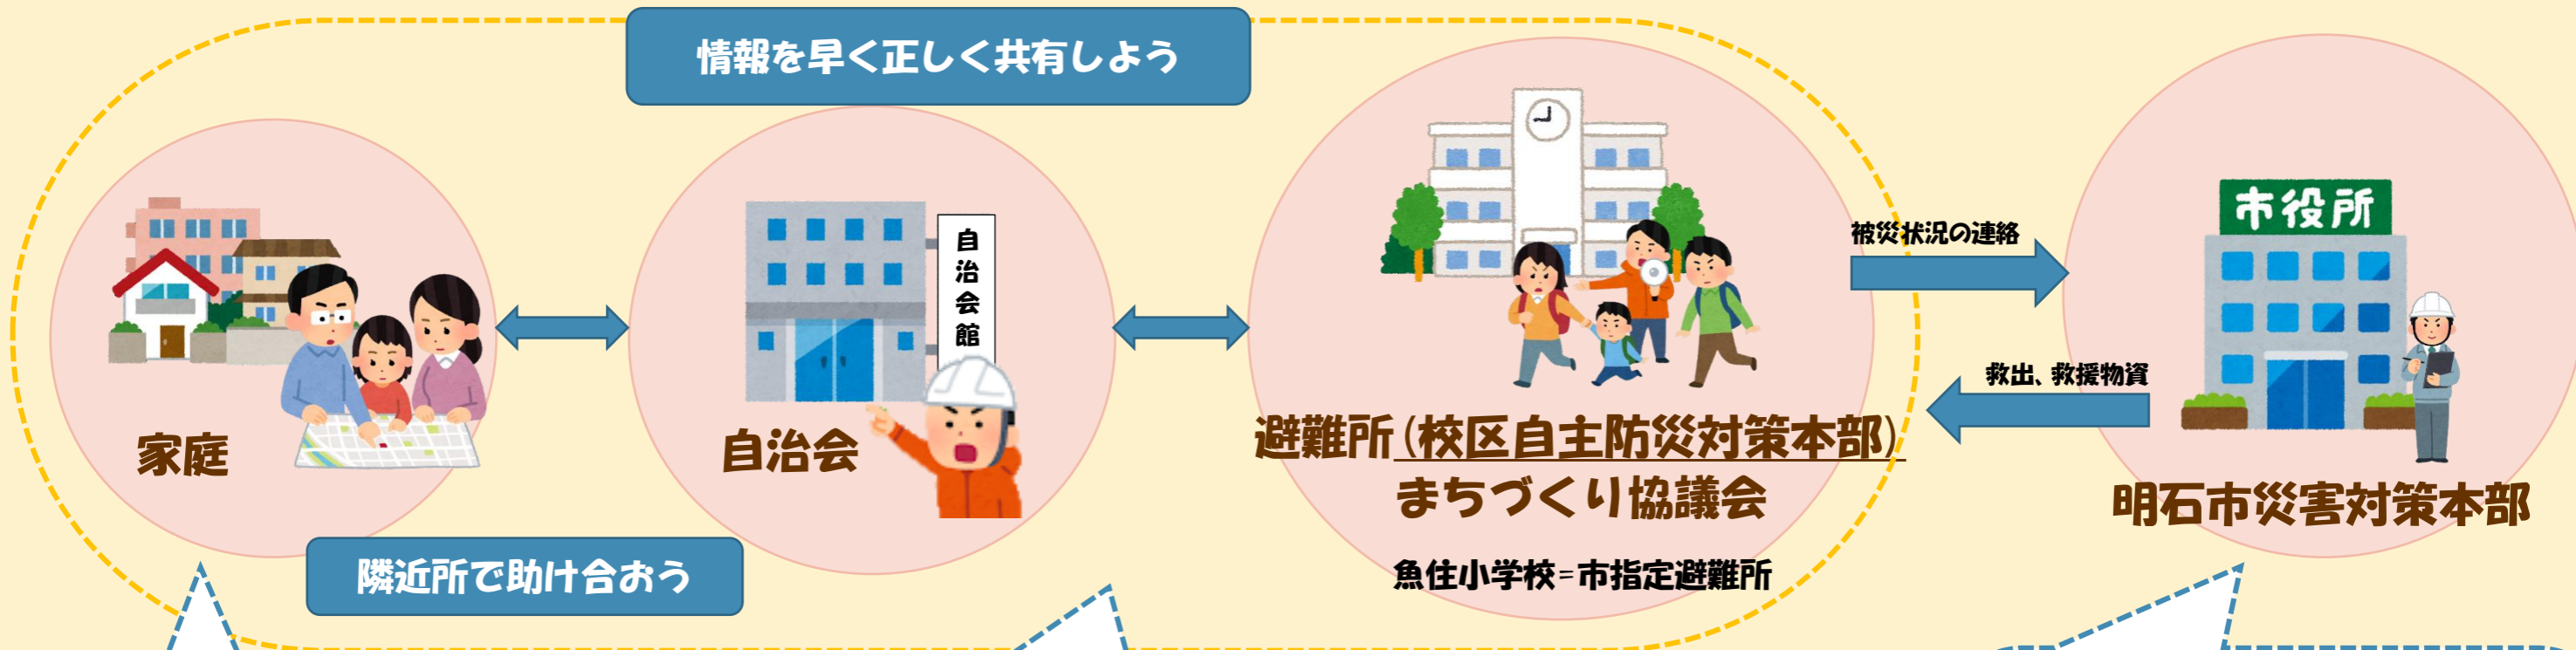 情報を早く正しく共有しよう
自治会館
市役所
被災状況の連絡
救出、救援物資
家庭
自治会
避難所(校区自主防災対策本部)
まちづくり協議会
明石市災害対策本部
隣近所で助け合おう
魚住小学校=市指定避難所